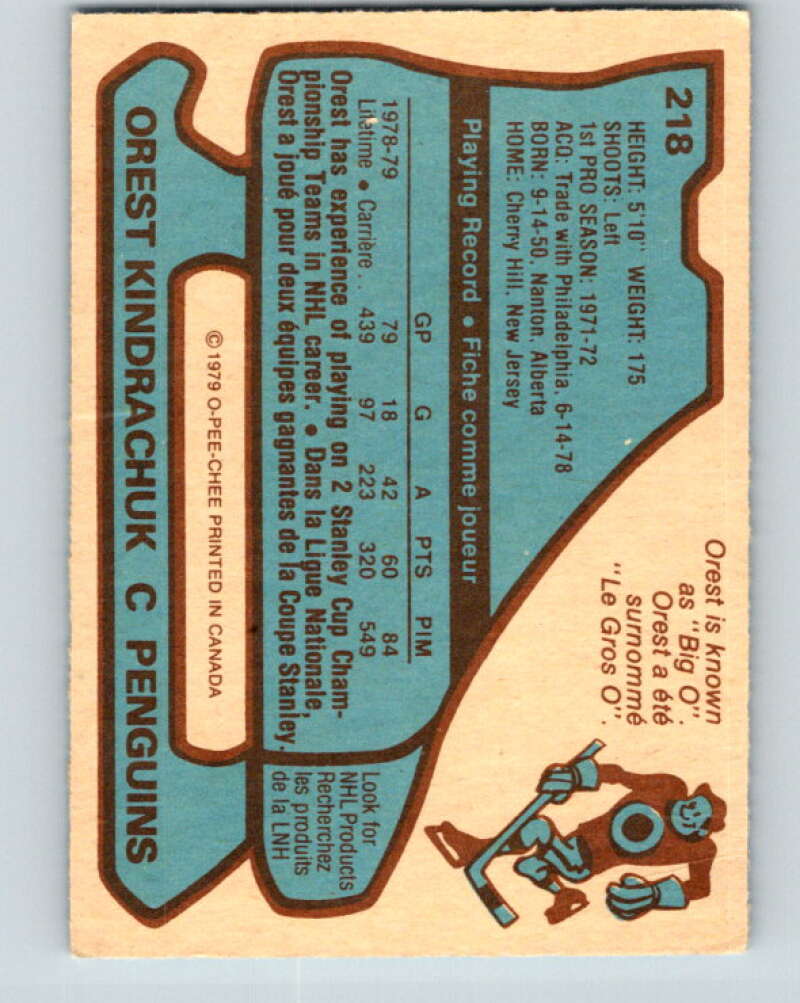 218
HEIGHT: 5'10" WEIGHT: 175
SHOOTS: Left
1st PRO SEASON: 1971-72
ACQ: Trade with Philadelphia, 6-14-78
BORN: 9-14-50, Nanton, Alberta
HOME: Cherry Hill, New Jersey
Playing Record • Fiche comme joueur
GP G A PTS PIM
1978-79 79 18 42 60 84
Lifetime • Carrière . . 439 97 223 320 549
Orest has experience of playing on 2 Stanley Cup Cham-
pionship Teams in NHL career. • Dans la Ligue Nationale,
Orest a joué pour deux équipes gagnantes de la Coupe Stanley.
Orest is known
as "Big O".
Orest a été
surnommé
"Le Gros O".
Look for
NHL Products
Recherchez
les produits
de la LNH
©1979 O-PEE-CHEE PRINTED IN CANADA
OREST KINDRACHUK C PENGUINS